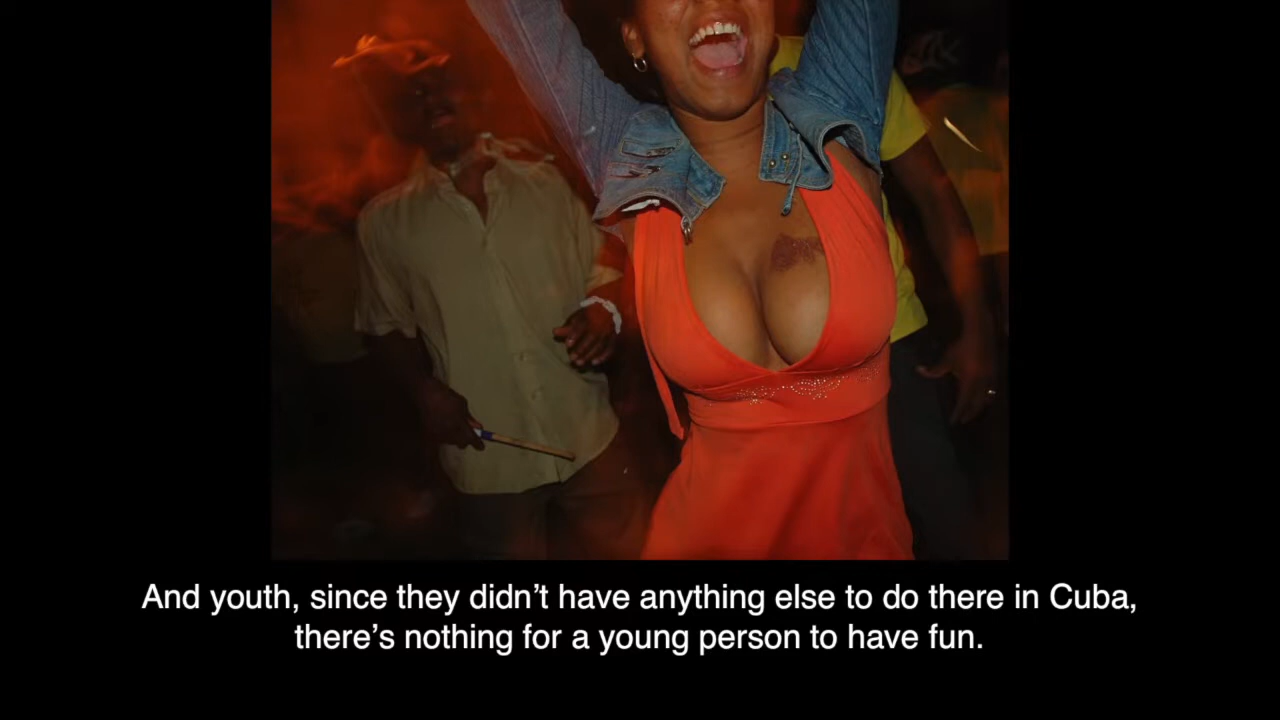 And youth, since they didn’t have anything else to do there in Cuba,
there’s nothing for a young person to have fun.